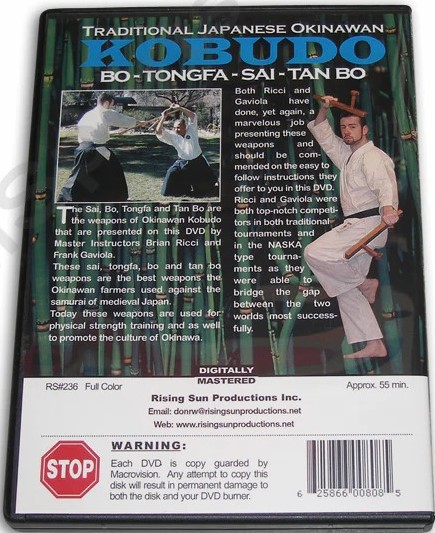 TRADITIONAL JAPANESE OKINAWAN
KOBUDO
BO - TONGFA - SAI - TAN BO
The Sai, Bo, Tongfa and Tan Bo are
the weapons of Okinawan Kobudo
that are presented on this DVD by
Master Instructors Brian Ricci and
Frank Gaviola.
These sai, tongfa, bo and tan bo
weapons are the best weapons the
Okinawan farmers used against the
samurai of medieval Japan.
Today these weapons are used for
physical strength training and as well
to promote the culture of Okinawa.
Both Ricci and
Gaviola have
done, yet again, a
marvelous job
presenting these
weapons and
should be com-
mended on the easy to
follow instructions they
offer to you in this DVD.
Ricci and Gaviola were
both top-notch competi-
tors in both traditional
tournaments and
in the NASKA
type tourna-
ments as they
were able to
bridge the gap
between the two
worlds most success-
fully.
DIGITALLY
MASTERED
RS#236 Full Color
Approx. 55 min.
Rising Sun Productions Inc.
Email: donrw@risingsunproductions.net
Web: www.risingsunproductions.net
STOP
WARNING:
Each DVD is copy guarded by
Macrovision. Any attempt to copy this
disk will result in permanent damage to
both the disk and your DVD burner.
6 25866 00808 5